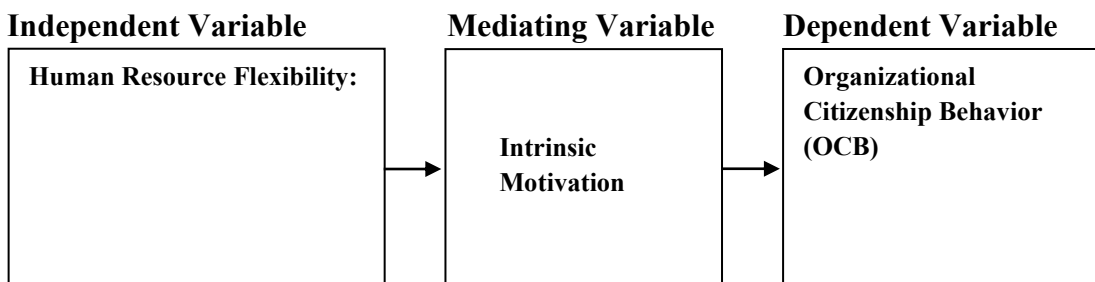 Independent Variable
Mediating Variable
Dependent Variable
Human Resource Flexibility:
Intrinsic
Motivation
Organizational
Citizenship Behavior
(OCB)